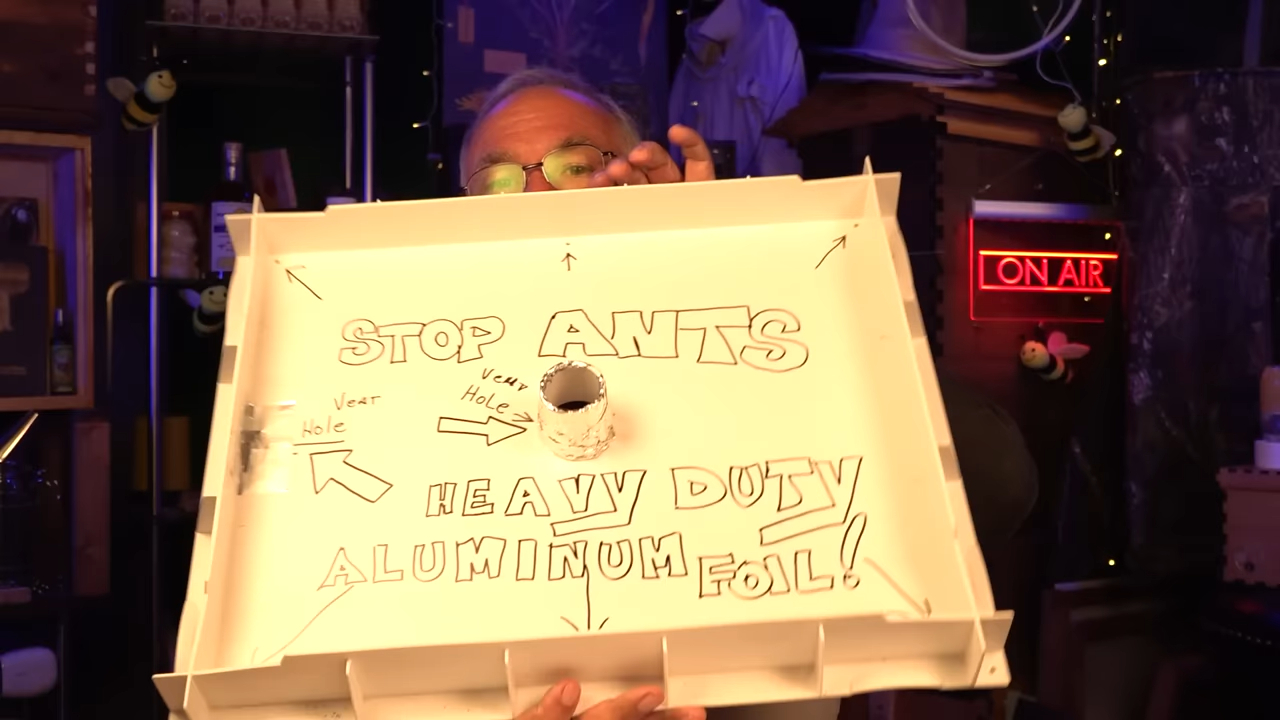 ON AIR
STOP ANTS
VENT
HOLE
VENT
Hole
HEAVY DUTY
ALUMINUM FOIL!